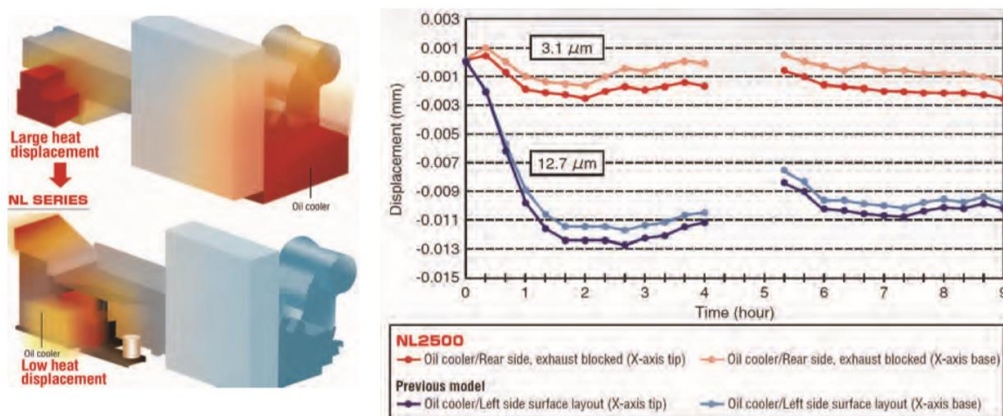 Large heat
displacement
NL SERIES
Oil cooler
Oil cooler
Low heat
displacement
Displacement (mm)
0.003
0.001
-0.001
-0.003
-0.005
-0.007
-0.009
-0.011
-0.013
-0.015
3.1 μm
12.7 μm
0 1 2 3 4 5 6 7 8 9
Time (hour)
NL2500
Oil cooler/Rear side, exhaust blocked (X-axis tip) Oil cooler/Rear side, exhaust blocked (X-axis base)
Previous model
Oil cooler/Left side surface layout (X-axis tip) Oil cooler/Left side surface layout (X-axis base)